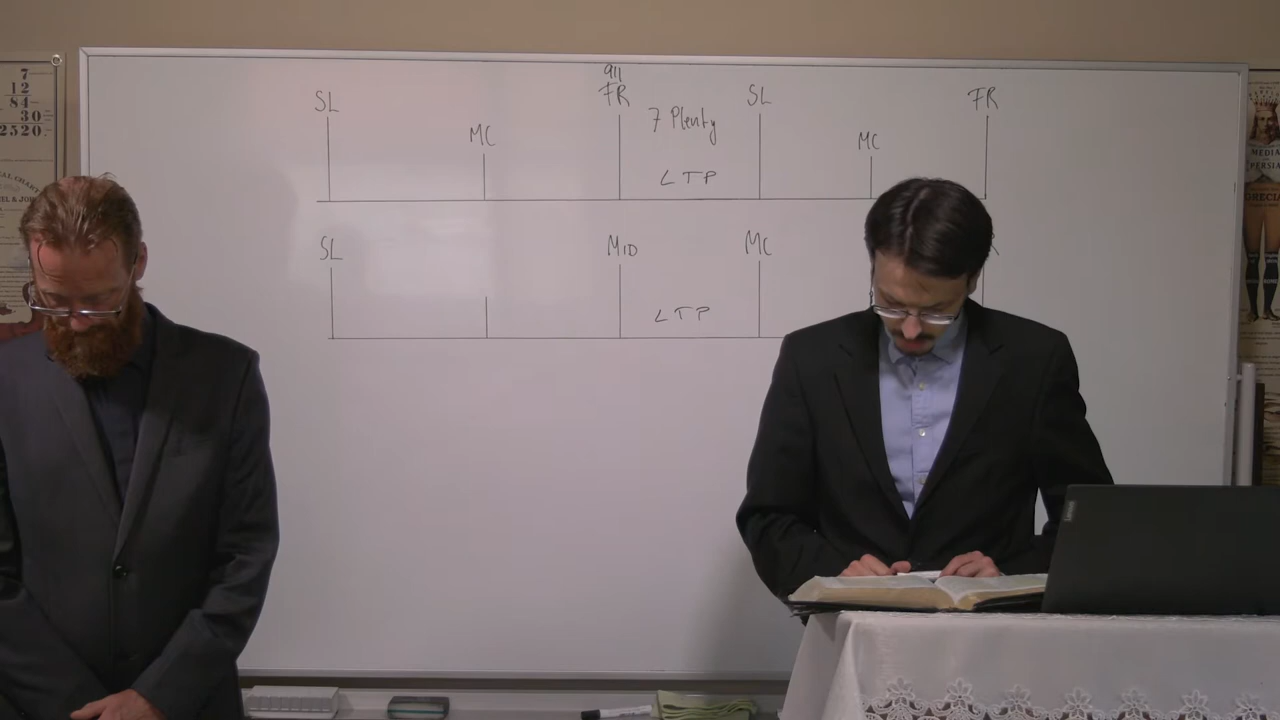 7
12
84
30
2520
911
SL MC FR 7 Plenty SL MC FR
LTP
SL MID MC
LTP
MEDIA
PERSIA
GRECIA
Lenovo